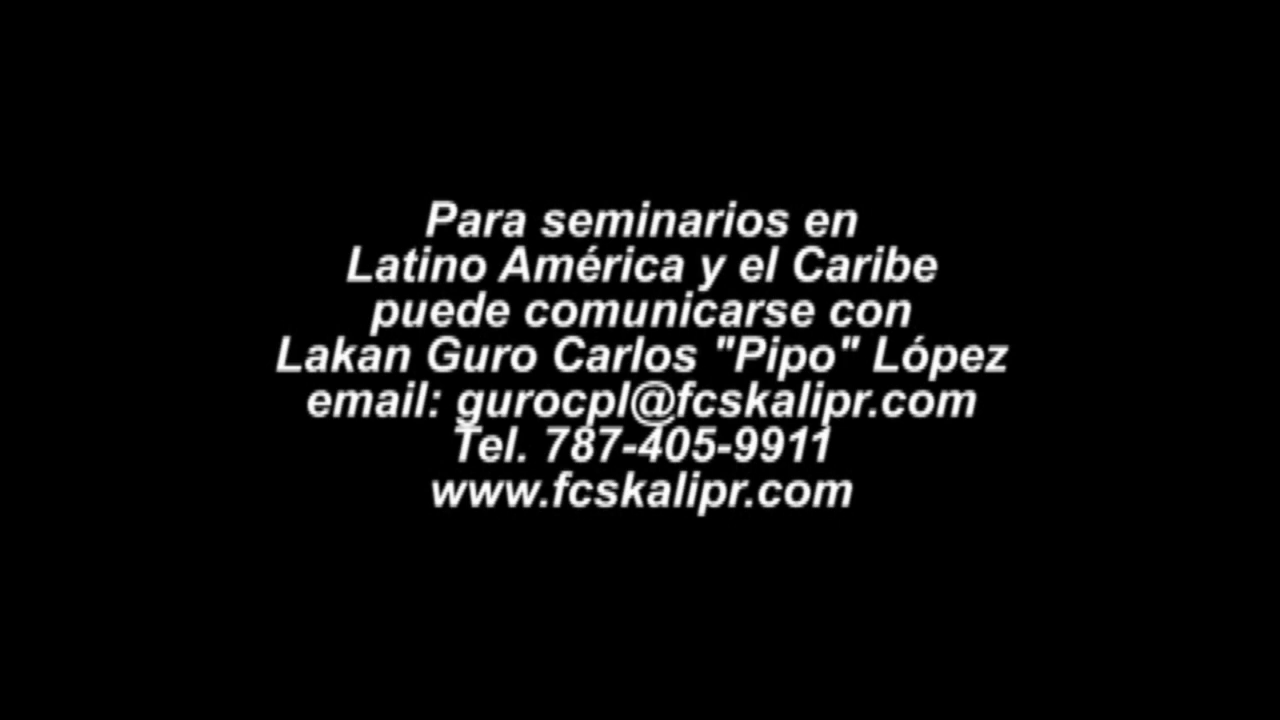 Para seminarios en
Latino América y el Caribe
puede comunicarse con
Lakan Guro Carlos "Pipo" López
email: gurocpl@fcskalipr.com
Tel. 787-405-9911
www.fcskalipr.com